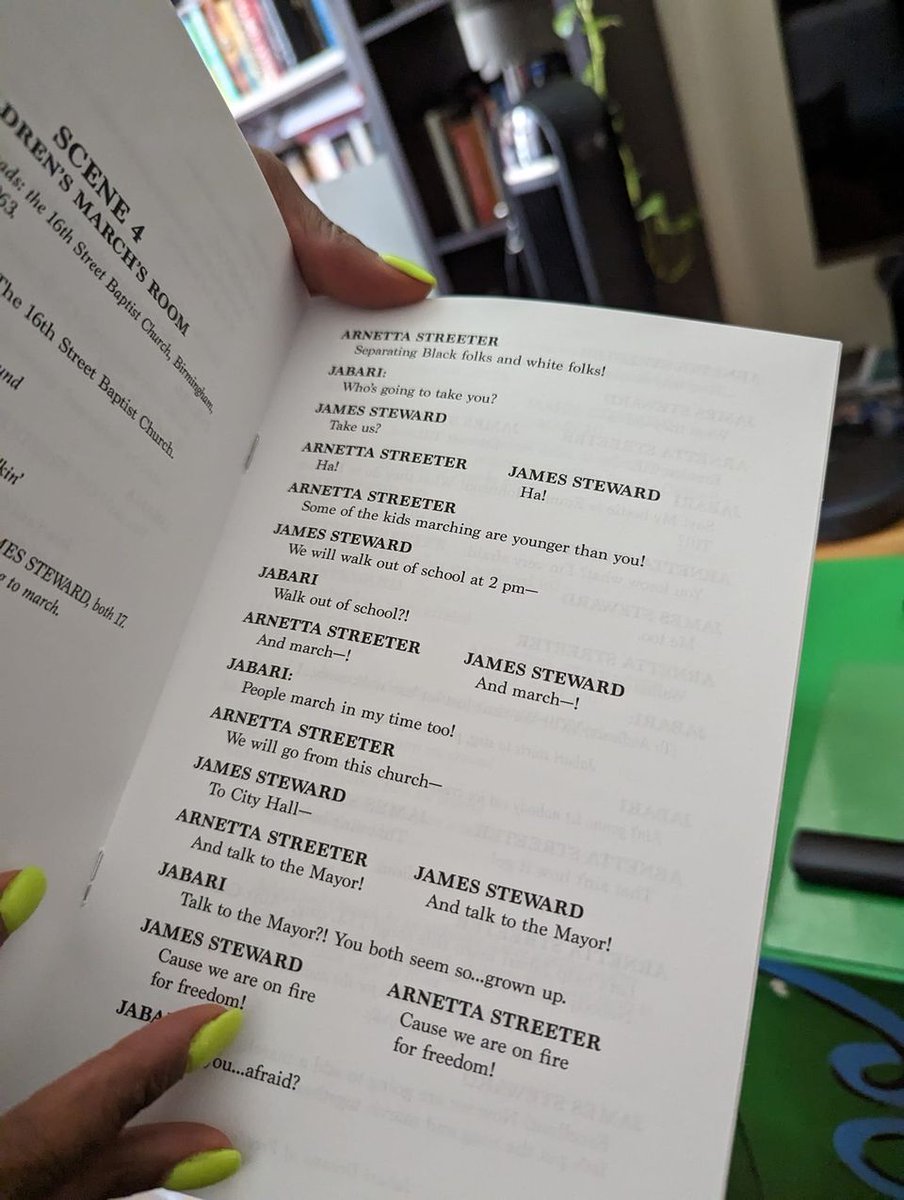 SCENE 4
DREN'S MARCH'S ROOM
ads: the 16th Street Baptist Church, Birmingham,
963.
The 16th Street Baptist Church.
und
lkin'
MES STEWARD, both 17.
g to march.
ARNETTA STREETER
Separating Black folks and white folks!
JABARI:
Who's going to take you?
JAMES STEWARD
Take us?
ARNETTA STREETER JAMES STEWARD
Ha! Ha!
ARNETTA STREETER
Some of the kids marching are younger than you!
JAMES STEWARD
We will walk out of school at 2 pm—
JABARI
Walk out of school?!
ARNETTA STREETER JAMES STEWARD
And march—! And march—!
JABARI:
People march in my time too!
ARNETTA STREETER
We will go from this church—
JAMES STEWARD
To City Hall—
ARNETTA STREETER JAMES STEWARD
And talk to the Mayor! And talk to the Mayor!
JABARI
Talk to the Mayor?! You both seem so...grown up.
JAMES STEWARD ARNETTA STREETER
Cause we are on fire Cause we are on fire
for freedom! for freedom!
JABA
ou...afraid?